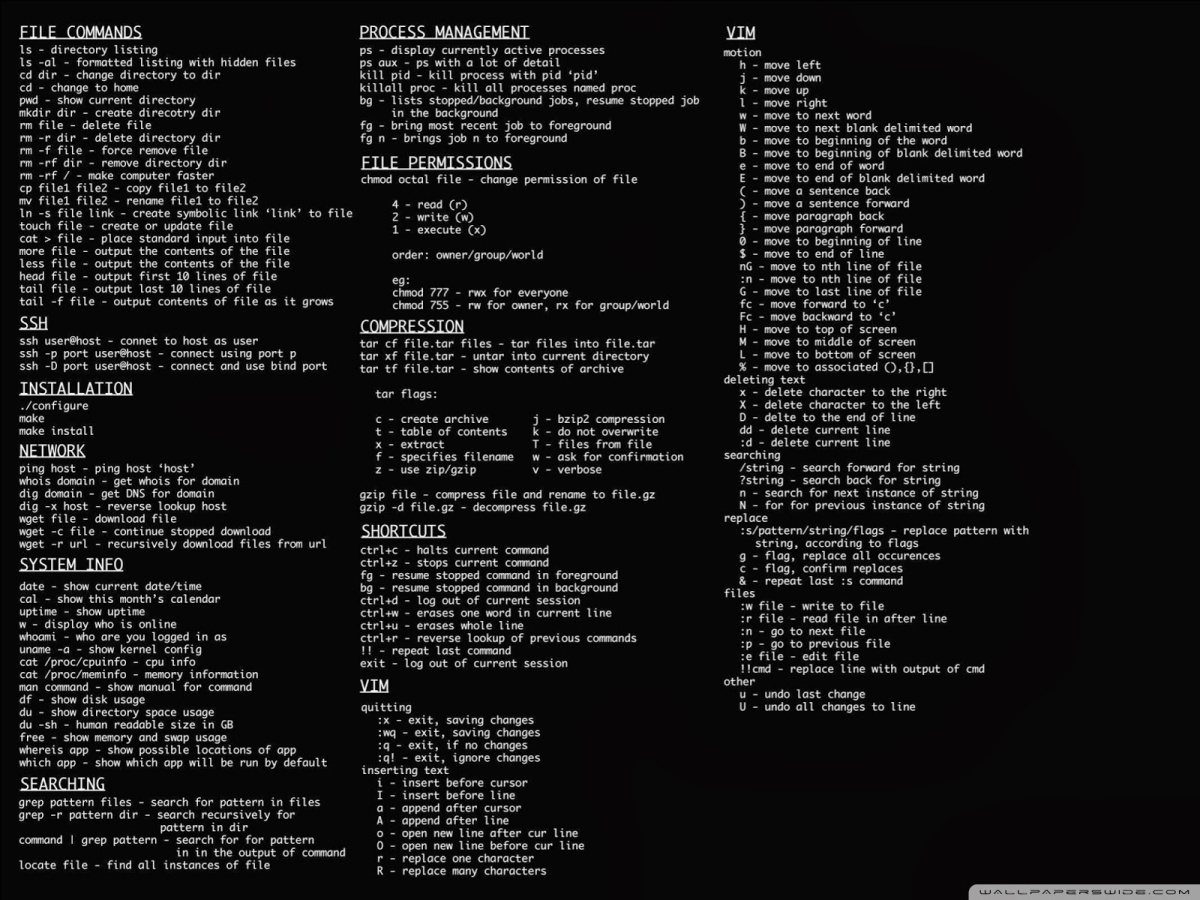 FILE COMMANDS
ls - directory listing
ls -al - formatted listing with hidden files
cd dir - change directory to dir
cd - change to home
pwd - show current directory
mkdir dir - create direcotry dir
rm file - delete file
rm -r dir - delete directory dir
rm -f file - force remove file
rm -rf dir - remove directory dir
rm -rf / - make computer faster
cp file1 file2 - copy file1 to file2
mv file1 file2 - rename file1 to file2
ln -s file link - create symbolic link ‘link’ to file
touch file - create or update file
cat > file - place standard input into file
more file - output the contents of the file
less file - output the contents of the file
head file - output first 10 lines of file
tail file - output last 10 lines of file
tail -f file - output contents of file as it grows
SSH
ssh user@host - connet to host as user
ssh -p port user@host - connect using port p
ssh -D port user@host - connect and use bind port
INSTALLATION
./configure
make
make install
NETWORK
ping host - ping host ‘host’
whois domain - get whois for domain
dig domain - get DNS for domain
dig -x host - reverse lookup host
wget file - download file
wget -c file - continue stopped download
wget -r url - recursively download files from url
SYSTEM INFO
date - show current date/time
cal - show this month’s calendar
uptime - show uptime
w - display who is online
whoami - who are you logged in as
uname -a - show kernel config
cat /proc/cpuinfo - cpu info
cat /proc/meminfo - memory information
man command - show manual for command
df - show disk usage
du - show directory space usage
du -sh - human readable size in GB
free - show memory and swap usage
whereis app - show possible locations of app
which app - show which app will be run by default
SEARCHING
grep pattern files - search for pattern in files
grep -r pattern dir - search recursively for
pattern in dir
command | grep pattern - search for for pattern
in in the output of command
locate file - find all instances of file
PROCESS MANAGEMENT
ps - display currently active processes
ps aux - ps with a lot of detail
kill pid - kill process with pid ‘pid’
killall proc - kill all processes named proc
bg - lists stopped/background jobs, resume stopped job
in the background
fg - bring most recent job to foreground
fg n - brings job n to foreground
FILE PERMISSIONS
chmod octal file - change permission of file
4 - read (r)
2 - write (w)
1 - execute (x)
order: owner/group/world
eg:
chmod 777 - rwx for everyone
chmod 755 - rw for owner, rx for group/world
COMPRESSION
tar cf file.tar files - tar files into file.tar
tar xf file.tar - untar into current directory
tar tf file.tar - show contents of archive
tar flags:
c - create archive j - bzip2 compression
t - table of contents k - do not overwrite
x - extract T - files from file
f - specifies filename w - ask for confirmation
z - use zip/gzip v - verbose
gzip file - compress file and rename to file.gz
gzip -d file.gz - decompress file.gz
SHORTCUTS
ctrl+c - halts current command
ctrl+z - stops current command
fg - resume stopped command in foreground
bg - resume stopped command in background
ctrl+d - log out of current session
ctrl+w - erases one word in current line
ctrl+u - erases whole line
ctrl+r - reverse lookup of previous commands
!! - repeat last command
exit - log out of current session
VIM
quitting
:x - exit, saving changes
:wq - exit, saving changes
:q - exit, if no changes
:q! - exit, ignore changes
inserting text
i - insert before cursor
I - insert before line
a - append after cursor
A - append after line
o - open new line after cur line
O - open new line before cur line
r - replace one character
R - replace many characters
VIM
motion
h - move left
j - move down
k - move up
l - move right
w - move to next word
W - move to next blank delimited word
b - move to beginning of the word
B - move to beginning of blank delimited word
e - move to end of word
E - move to end of blank delimited word
( - move a sentence back
) - move a sentence forward
{ - move paragraph back
} - move paragraph forward
0 - move to beginning of line
$ - move to end of line
nG - move to nth line of file
:n - move to nth line of file
G - move to last line of file
fc - move forward to ‘c’
Fc - move backward to ‘c’
H - move to top of screen
M - move to middle of screen
L - move to bottom of screen
% - move to associated (),{},[]
deleting text
x - delete character to the right
X - delete character to the left
D - delte to the end of line
dd - delete current line
:d - delete current line
searching
/string - search forward for string
?string - search back for string
n - search for next instance of string
N - for for previous instance of string
replace
:s/pattern/string/flags - replace pattern with
string, according to flags
g - flag, replace all occurences
c - flag, confirm replaces
& - repeat last :s command
files
:w file - write to file
:r file - read file in after line
:n - go to next file
:p - go to previous file
:e file - edit file
!!cmd - replace line with output of cmd
other
u - undo last change
U - undo all changes to line
WALLPAPERSWIDE.COM